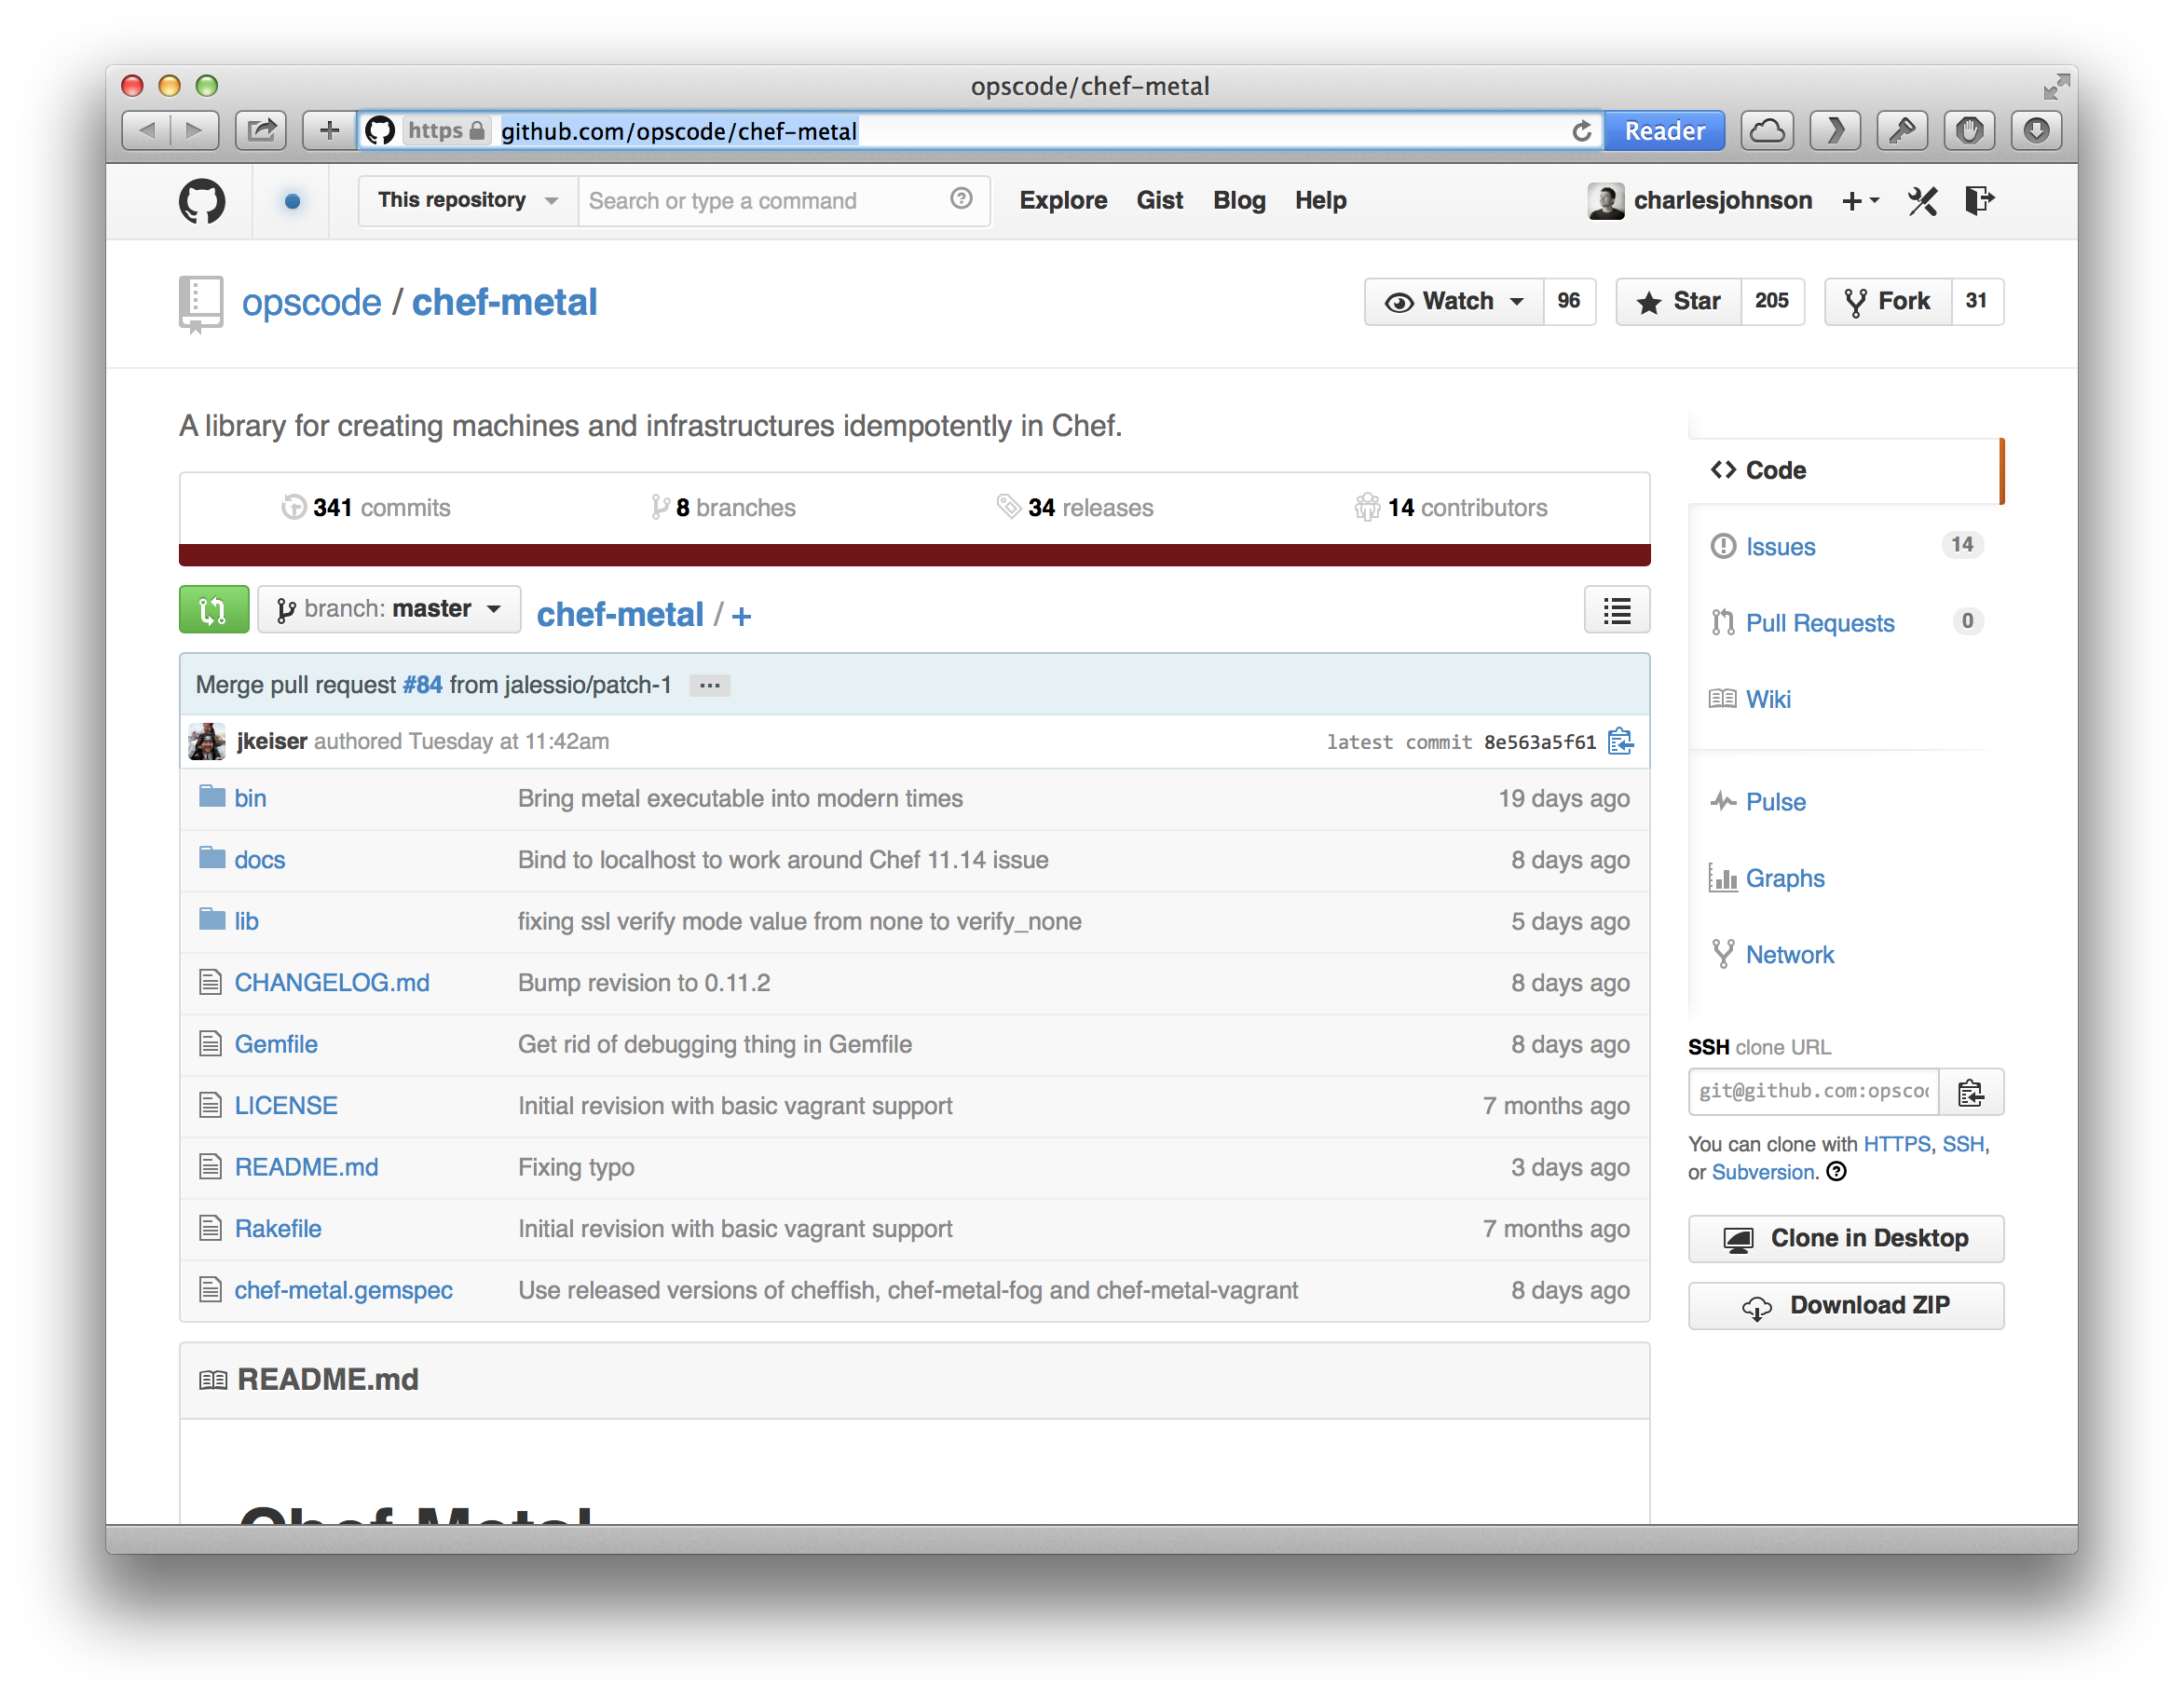 opscode/chef-metal
https github.com/opscode/chef-metal Reader
This repository Search or type a command Explore Gist Blog Help charlesjohnson
opscode / chef-metal Watch 96 Star 205 Fork 31
A library for creating machines and infrastructures idempotently in Chef.
341 commits 8 branches 34 releases 14 contributors
branch: master chef-metal / +
Merge pull request #84 from jalessio/patch-1 ...
jkeiser authored Tuesday at 11:42am latest commit 8e563a5f61
bin Bring metal executable into modern times 19 days ago
docs Bind to localhost to work around Chef 11.14 issue 8 days ago
lib fixing ssl verify mode value from none to verify_none 5 days ago
CHANGELOG.md Bump revision to 0.11.2 8 days ago
Gemfile Get rid of debugging thing in Gemfile 8 days ago
LICENSE Initial revision with basic vagrant support 7 months ago
README.md Fixing typo 3 days ago
Rakefile Initial revision with basic vagrant support 7 months ago
chef-metal.gemspec Use released versions of cheffish, chef-metal-fog and chef-metal-vagrant 8 days ago
README.md
Chef Metal
Code
Issues 14
Pull Requests 0
Wiki
Pulse
Graphs
Network
SSH clone URL
git@github.com:opscod
You can clone with HTTPS, SSH,
or Subversion.
Clone in Desktop
Download ZIP